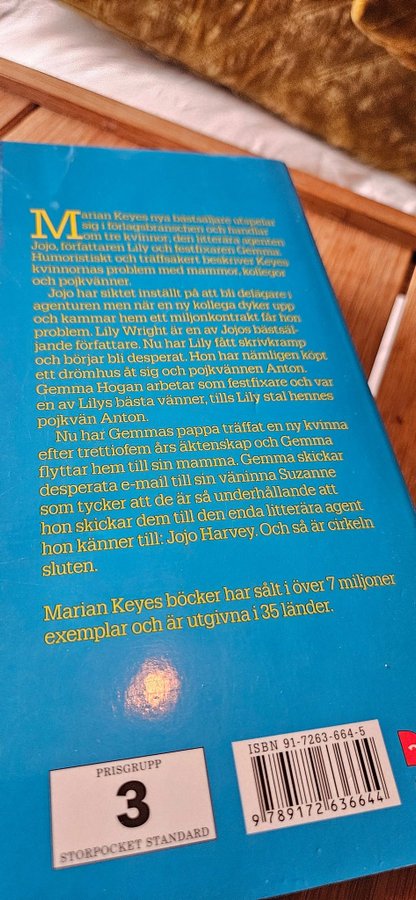 Marian Keyes nya bästsäljare utspelar
sig i förlagsbranschen och handlar
om tre kvinnor, den litterära agenten
Jojo, författaren Lily och festfixaren Gemma.
Humoristiskt och träffsäkert beskriver Keyes
kvinnornas problem med mammor, kollegor
och pojkvänner.
Jojo har siktet inställt på att bli delägare i
agenturen men när en ny kollega dyker upp
och kammar hem ett miljonkontrakt får hon
problem. Lily Wright är en av Jojos bästsäl-
jande författare. Nu har Lily fått skrivkramp
och börjar bli desperat. Hon har nämligen köpt
ett drömhus åt sig och pojkvännen Anton.
Gemma Hogan arbetar som festfixare och var
en av Lilys bästa vänner, tills Lily stal hennes
pojkvän Anton.
Nu har Gemmas pappa träffat en ny kvinna
efter trettiofem års äktenskap och Gemma
flyttar hem till sin mamma. Gemma skickar
desperata e-mail till sin väninna Suzanne
som tycker att de är så underhållande att
hon skickar dem till den enda litterära agent
hon känner till: Jojo Harvey. Och så är cirkeln
sluten.
Marian Keyes böcker har sålt i över 7 miljoner
exemplar och är utgivna i 35 länder.
ISBN 91-7263-664-5
9 789172 636644
PRISGRUPP
3
STORPOCKET STANDARD